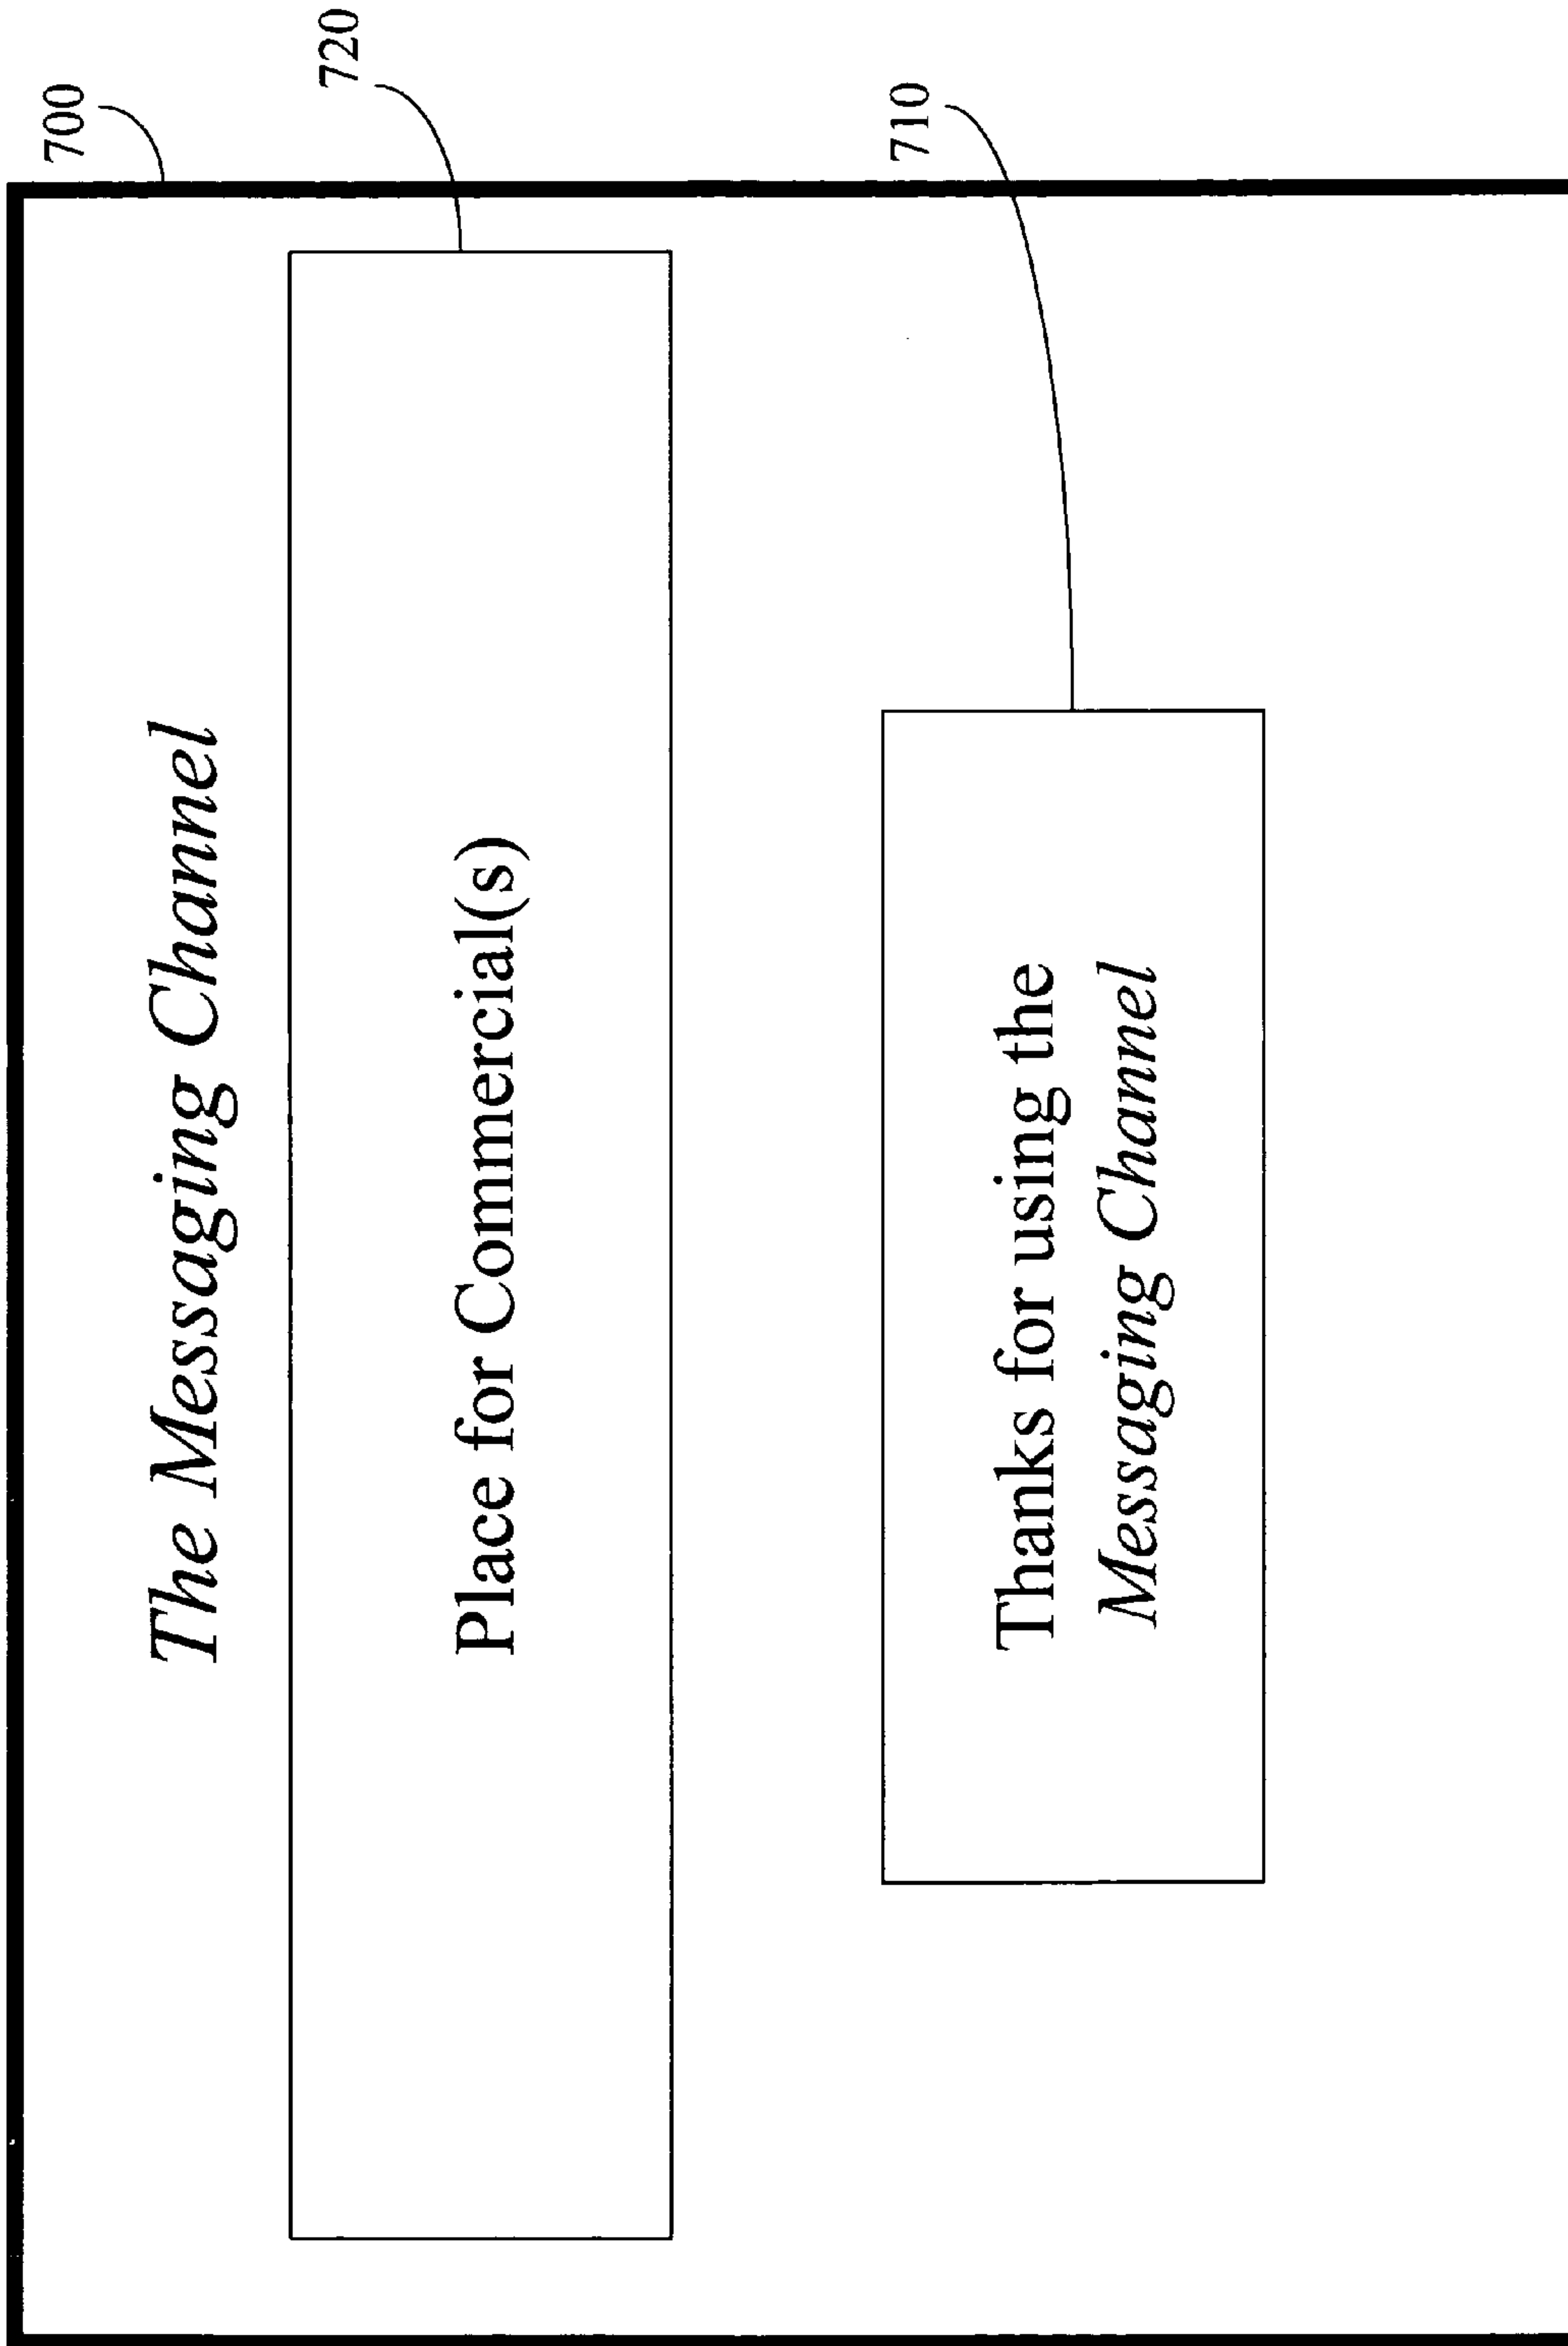 700
The Messaging Channel
720
Place for Commercial(s)
710
Thanks for using the
Messaging Channel